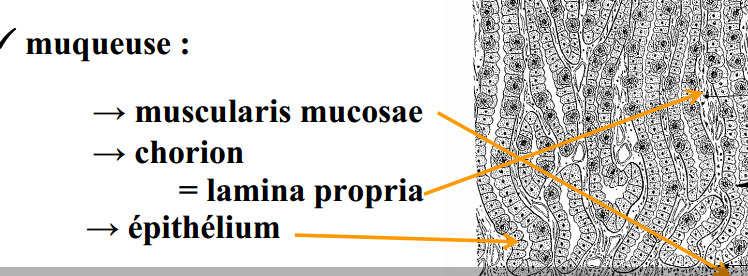 ✓ muqueuse :
→ muscularis mucosae
→ chorion
= lamina propria
→ épithélium